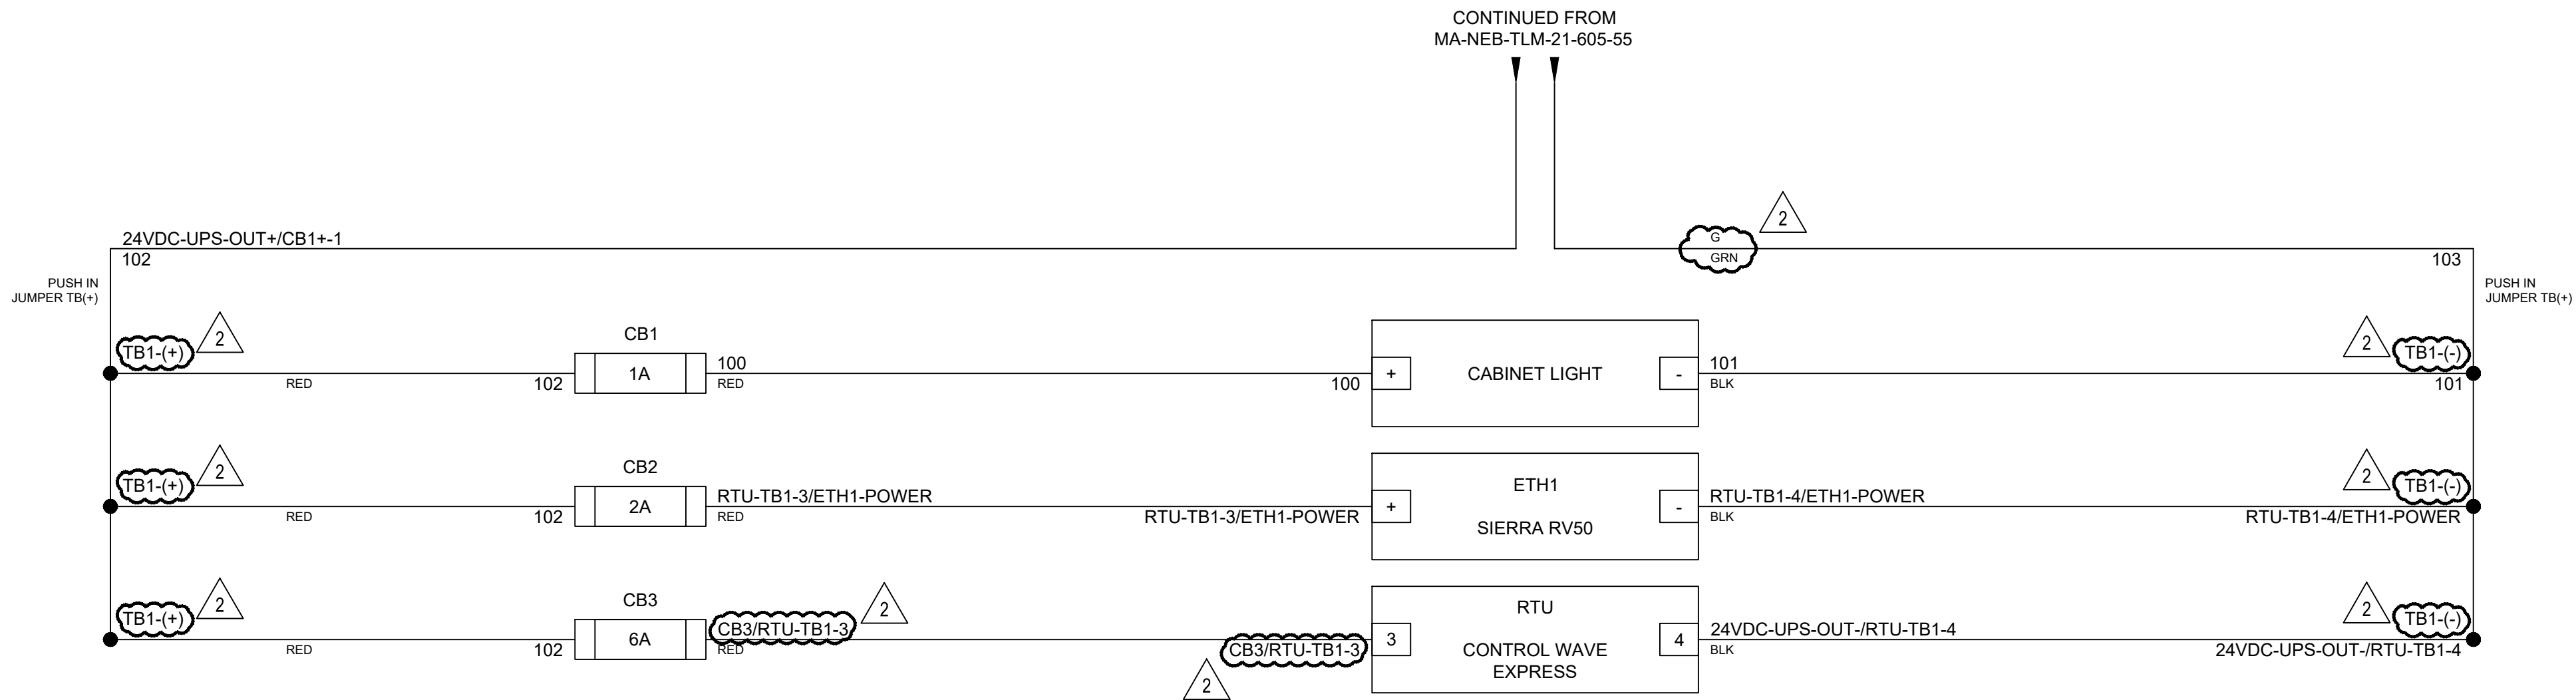 CONTINUED FROM
MA-NEB-TLM-21-605-55
2
G
GRN
24VDC-UPS-OUT+/CB1+-1
102
103
PUSH IN
JUMPER TB(+)
PUSH IN
JUMPER TB(+)
TB1-(+)
2
RED
102
CB1
1A
100
RED
100
+
CABINET LIGHT
-
101
BLK
2
TB1-(-)
101
TB1-(+)
2
RED
102
CB2
2A
RTU-TB1-3/ETH1-POWER
RED
RTU-TB1-3/ETH1-POWER
+
ETH1
SIERRA RV50
-
RTU-TB1-4/ETH1-POWER
BLK
2
TB1-(-)
RTU-TB1-4/ETH1-POWER
TB1-(+)
2
RED
102
CB3
6A
CB3/RTU-TB1-3
2
RED
CB3/RTU-TB1-3
2
3
RTU
CONTROL WAVE
EXPRESS
4
24VDC-UPS-OUT-/RTU-TB1-4
BLK
2
TB1-(-)
24VDC-UPS-OUT-/RTU-TB1-4